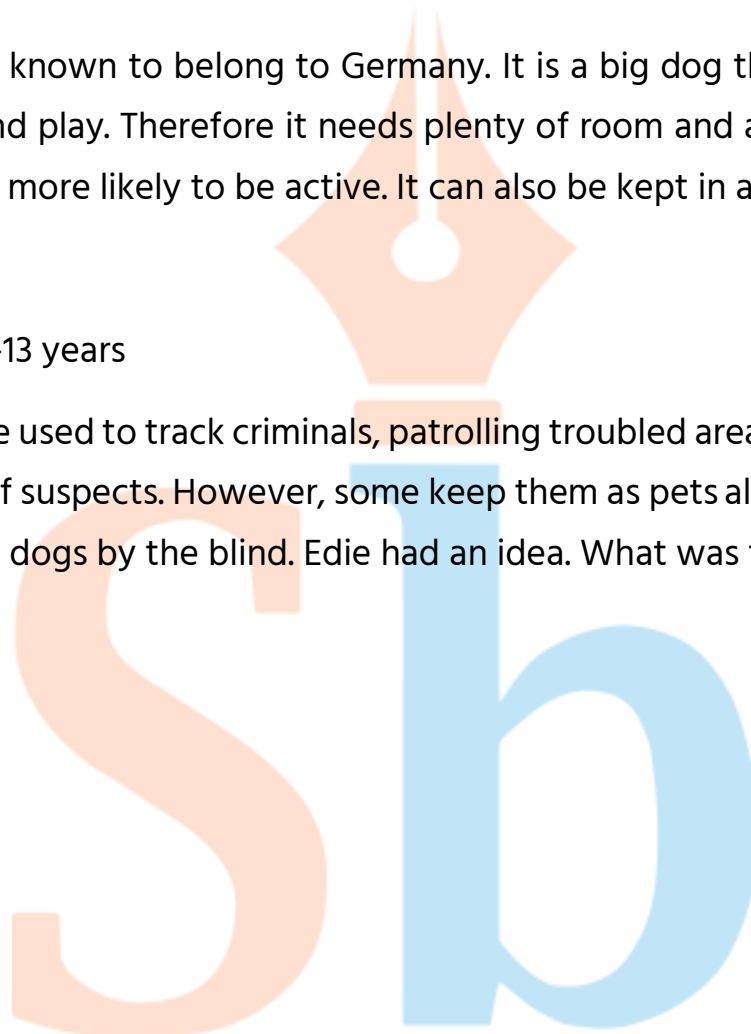 known to belong to Germany. It is a big dog
nd play. Therefore it needs plenty of room and a
more likely to be active. It can also be kept in a
-13 years
e used to track criminals, patrolling troubled area
f suspects. However, some keep them as pets al
dogs by the blind. Edie had an idea. What was
Sb